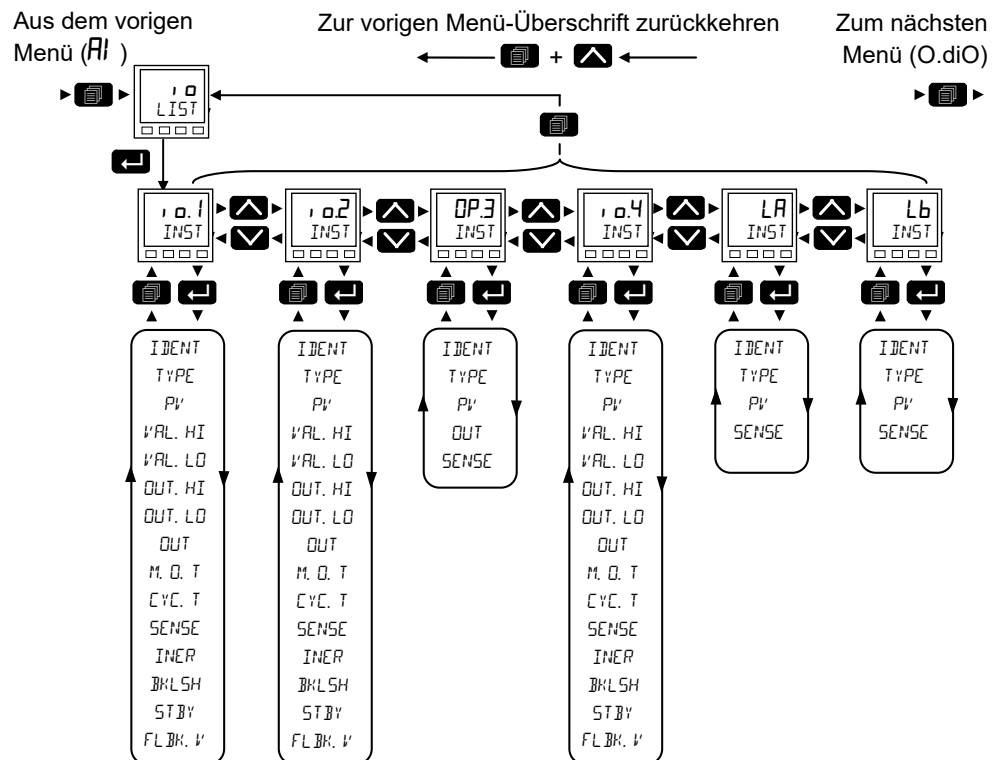 Aus dem vorigen
Menü (AI )
Zur vorigen Menü-Überschrift zurückkehren
+
Zum nächsten
Menü (O.diO)
io
LIST
io.1
INST
io.2
INST
OP.3
INST
io.4
INST
LA
INST
Lb
INST
IDENT
TYPE
PV
VAL. HI
VAL. LO
OUT. HI
OUT. LO
OUT
M. O. T
CYC. T
SENSE
INER
BKLSH
STBY
FLBK. V
IDENT
TYPE
PV
VAL. HI
VAL. LO
OUT. HI
OUT. LO
OUT
M. O. T
CYC. T
SENSE
INER
BKLSH
STBY
FLBK. V
IDENT
TYPE
PV
OUT
SENSE
IDENT
TYPE
PV
VAL. HI
VAL. LO
OUT. HI
OUT. LO
OUT
M. O. T
CYC. T
SENSE
INER
BKLSH
STBY
FLBK. V
IDENT
TYPE
PV
SENSE
IDENT
TYPE
PV
SENSE